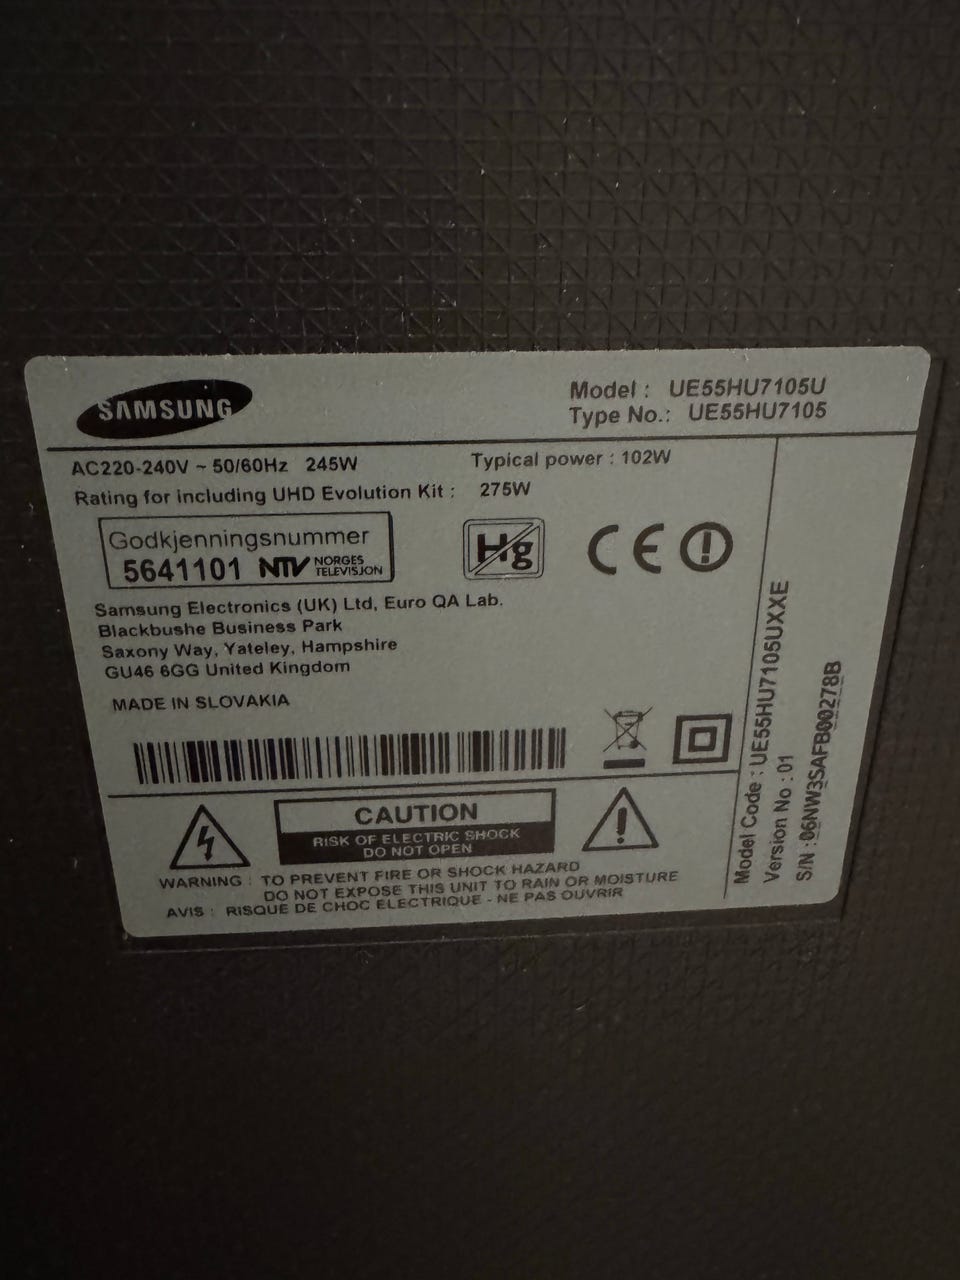 SAMSUNG
Model : UE55HU7105U
Type No.: UE55HU7105
AC220-240V ~ 50/60Hz 245W
Typical power : 102W
Rating for including UHD Evolution Kit : 275W
Godkjenningsnummer
5641101 NTV NORGES
TELEVISJON
Hg
CE
Samsung Electronics (UK) Ltd, Euro QA Lab.
Blackbushe Business Park
Saxony Way, Yateley, Hampshire
GU46 6GG United Kingdom
MADE IN SLOVAKIA
CAUTION
RISK OF ELECTRIC SHOCK
DO NOT OPEN
WARNING : TO PREVENT FIRE OR SHOCK HAZARD
DO NOT EXPOSE THIS UNIT TO RAIN OR MOISTURE
AVIS : RISQUE DE CHOC ELECTRIQUE - NE PAS OUVRIR
Model Code : UE55HU7105UXXE
Version No : 01
S/N : 06NW3SAFB00278B